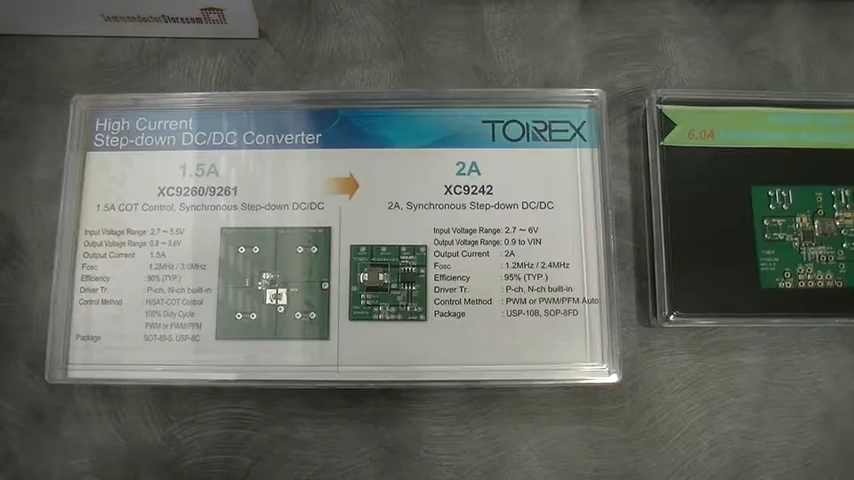 SemiconductorStore.com
High Current
Step-down DC/DC Converter
TOREX
1.5A
XC9260/9261
1.5A COT Control, Synchronous Step-down DC/DC
Input Voltage Range: 2.7 ~ 5.5V
Output Voltage Range: 0.8 ~ 3.6V
Output Current : 1.5A
Fosc : 1.2MHz / 3.0MHz
Efficiency : 90% (TYP.)
Driver Tr. : P-ch, N-ch built-in
Control Method : HiSAT-COT Control
100% Duty Cycle
PWM or PWM/PFM
Package : SOT-89-5, USP-6C
2A
XC9242
2A, Synchronous Step-down DC/DC
Input Voltage Range: 2.7 ~ 6V
Output Voltage Range: 0.9 to VIN
Output Current : 2A
Fosc : 1.2MHz / 2.4MHz
Efficiency : 95% (TYP.)
Driver Tr. : P-ch, N-ch built-in
Control Method : PWM or PWM/PFM Auto
Package : USP-10B, SOP-8FD
6.0A